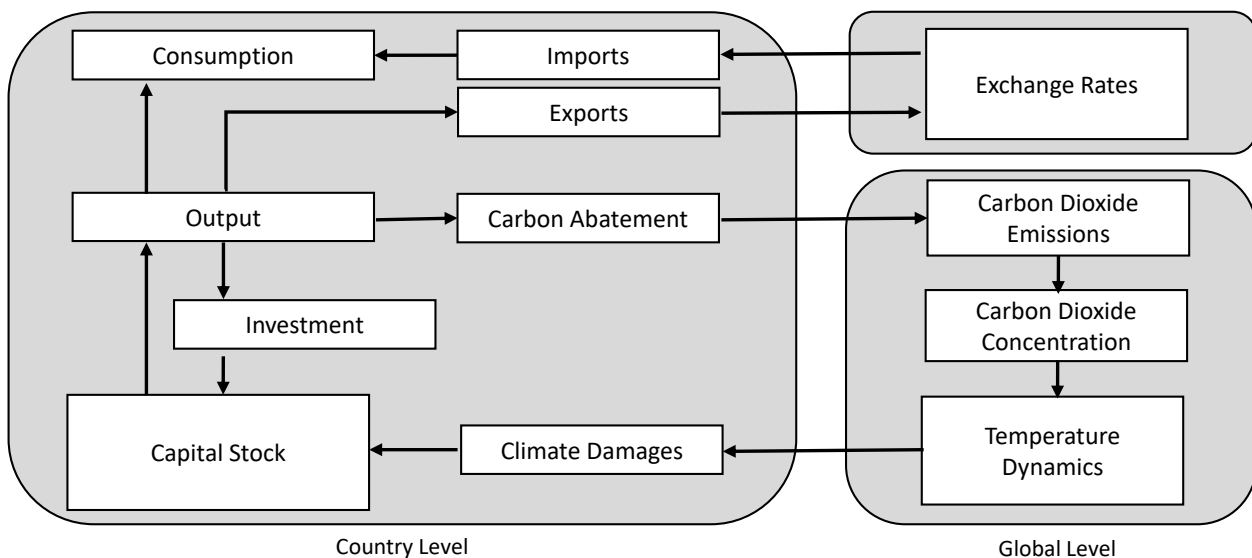 Consumption
Imports
Exchange Rates
Exports
Output
Carbon Abatement
Carbon Dioxide
Emissions
Investment
Carbon Dioxide
Concentration
Capital Stock
Climate Damages
Temperature
Dynamics
Country Level
Global Level